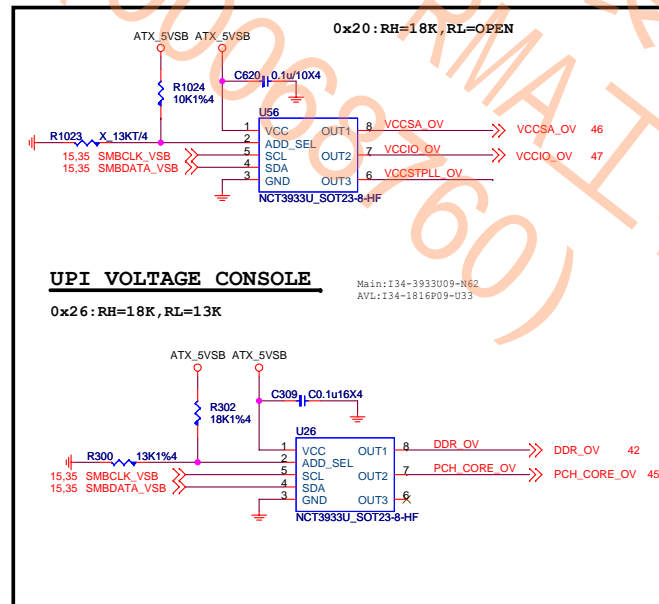 0x20:RH=18K,RL=OPEN
ATX_5VSB ATX_5VSB
C620 0.1u/10X4
R1024
10K1%4
U56
R1023 X_13KT/4
1 VCC OUT1 8 VCCSA_OV VCCSA_OV 46
2 ADD_SEL
15,35 SMBCLK_VSB 5 SCL OUT2 7 VCCIO_OV VCCIO_OV 47
15,35 SMBDATA_VSB 4 SDA
3 GND OUT3 6 VCCSTPLL_OV
NCT3933U_SOT23-8-HF
UPI VOLTAGE CONSOLE
Main:I34-3933U09-N62
AVL:I34-1816P09-U33
0x26:RH=18K,RL=13K
ATX_5VSB ATX_5VSB
C309 C0.1u16X4
R302
18K1%4
U26
R300 13K1%4
1 VCC OUT1 8 DDR_OV DDR_OV 42
2 ADD_SEL
15,35 SMBCLK_VSB 5 SCL OUT2 7 PCH_CORE_OV PCH_CORE_OV 45
15,35 SMBDATA_VSB 4 SDA
3 GND OUT3 6
NCT3933U_SOT23-8-HF